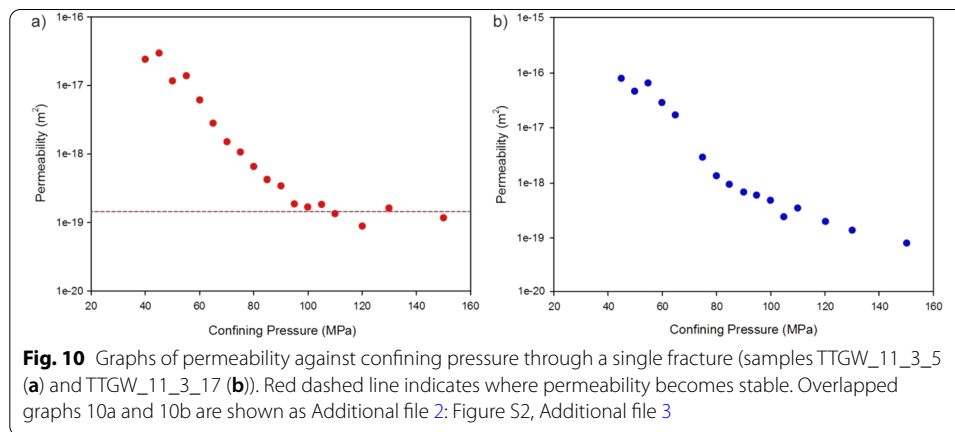 a)
1e-16
1e-17
1e-18
1e-19
1e-20
Permeability (m²)
20 40 60 80 100 120 140 160
Confining Pressure (MPa)
b)
1e-15
1e-16
1e-17
1e-18
1e-19
1e-20
Permeability (m²)
20 40 60 80 100 120 140 160
Confining Pressure (MPa)
Fig. 10 Graphs of permeability against confining pressure through a single fracture (samples TTGW_11_3_5
(a) and TTGW_11_3_17 (b)). Red dashed line indicates where permeability becomes stable. Overlapped
graphs 10a and 10b are shown as Additional file 2: Figure S2, Additional file 3